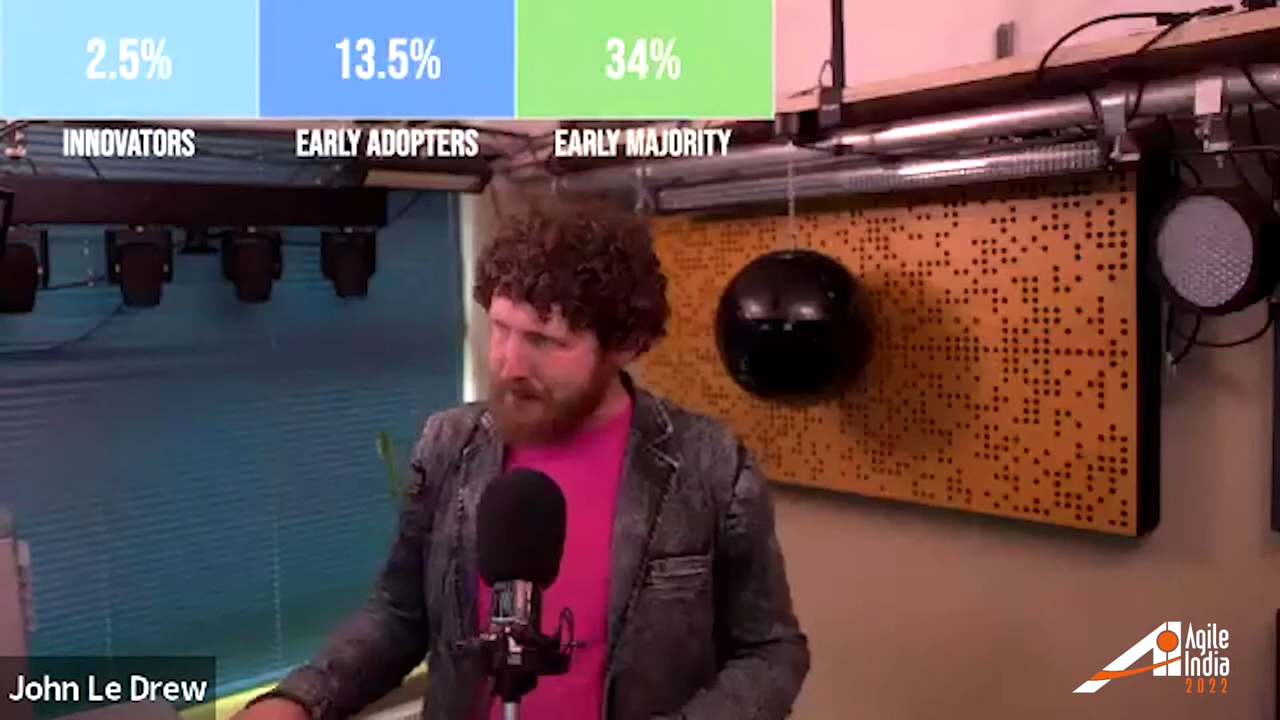 2.5%
13.5%
34%
INNOVATORS
EARLY ADOPTERS
EARLY MAJORITY
John Le Drew
Agile
India
2022